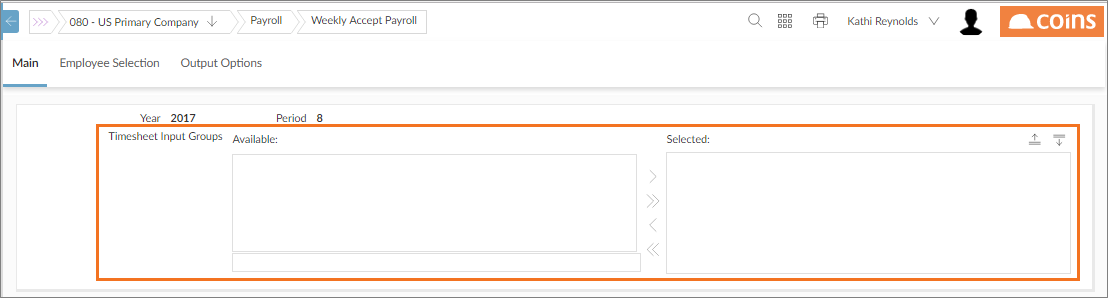 080 - US Primary Company Payroll Weekly Accept Payroll Kathi Reynolds coins
Main Employee Selection Output Options
Year 2017 Period 8
Timesheet Input Groups Available: Selected: